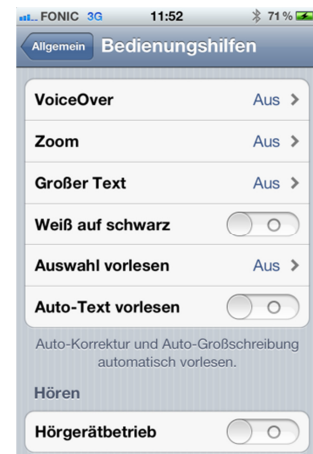 FONIC 3G 11:52 71 %
Allgemein Bedienungshilfen
VoiceOver Aus
Zoom Aus
Großer Text Aus
Weiß auf schwarz
Auswahl vorlesen Aus
Auto-Text vorlesen
Auto-Korrektur und Auto-Großschreibung
automatisch vorlesen.
Hören
Hörgerätbetrieb